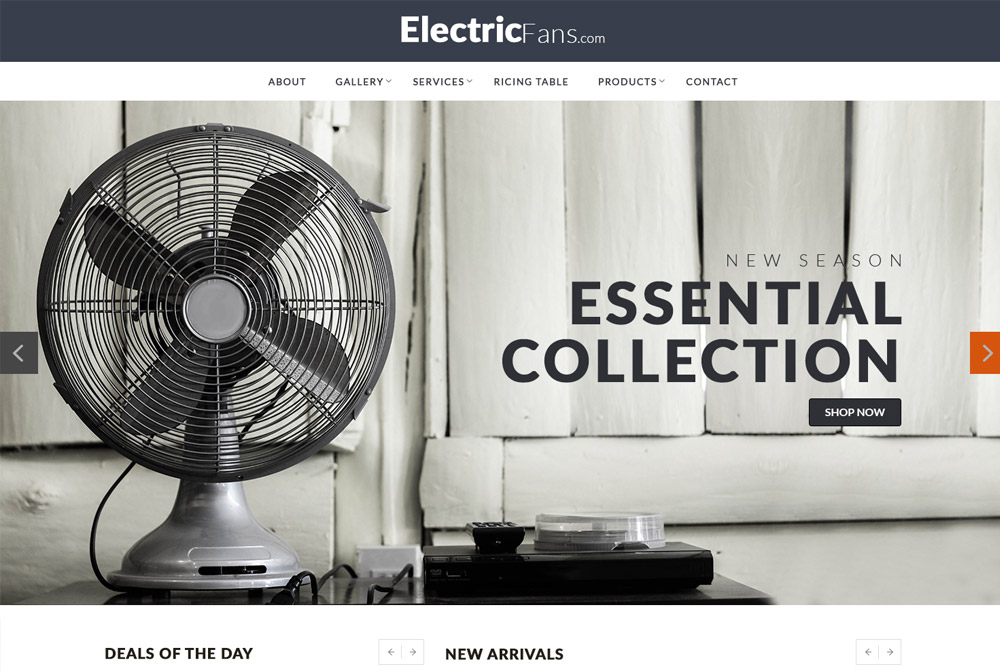 ElectricFans.com
ABOUT GALLERY SERVICES RICING TABLE PRODUCTS CONTACT
NEW SEASON
ESSENTIAL
COLLECTION
SHOP NOW
DEALS OF THE DAY NEW ARRIVALS